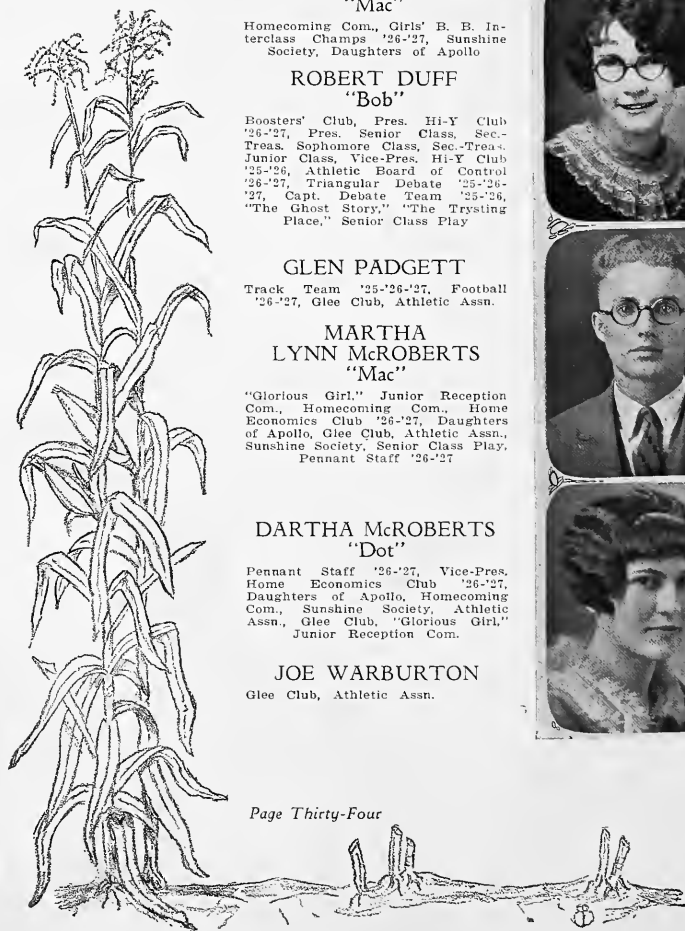 "Mac"
Homecoming Com., Girls' B. B. In-
terclass Champs '26-'27, Sunshine
Society, Daughters of Apollo
ROBERT DUFF
"Bob"
Boosters' Club, Pres. Hi-Y Club
'26-'27, Pres. Senior Class, Sec.-
Treas. Sophomore Class, Sec.-Treas.
Junior Class, Vice-Pres. Hi-Y Club
'25-'26, Athletic Board of Control
'26-'27, Triangular Debate '25-'26-
'27, Capt. Debate Team '25-'26,
"The Ghost Story," "The Trysting
Place," Senior Class Play
GLEN PADGETT
Track Team '25-'26-'27, Football
'26-'27, Glee Club, Athletic Assn.
MARTHA
LYNN McROBERTS
"Mac"
"Glorious Girl," Junior Reception
Com., Homecoming Com., Home
Economics Club '26-'27, Daughters
of Apollo, Glee Club, Athletic Assn.,
Sunshine Society, Senior Class Play,
Pennant Staff '26-'27
DARTHA McROBERTS
"Dot"
Pennant Staff '26-'27, Vice-Pres.
Home Economics Club '26-'27,
Daughters of Apollo, Homecoming
Com., Sunshine Society, Athletic
Assn., Glee Club, "Glorious Girl,"
Junior Reception Com.
JOE WARBURTON
Glee Club, Athletic Assn.
Page Thirty-Four